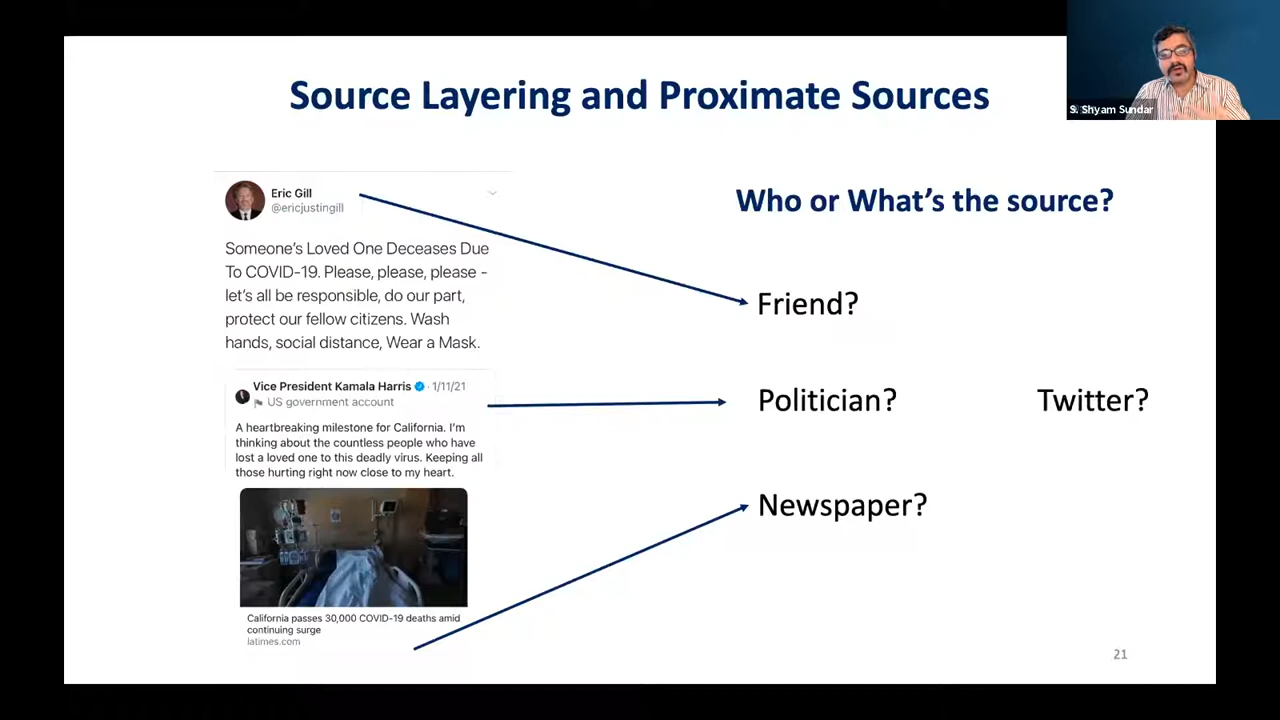 Source Layering and Proximate Sources
S. Shyam Sundar
Eric Gill
@ericjustingill
Someone's Loved One Deceases Due
To COVID-19. Please, please, please -
let's all be responsible, do our part,
protect our fellow citizens. Wash
hands, social distance, Wear a Mask.
Vice President Kamala Harris · 1/11/21
US government account
A heartbreaking milestone for California. I'm
thinking about the countless people who have
lost a loved one to this deadly virus. Keeping all
those hurting right now close to my heart.
California passes 30,000 COVID-19 deaths amid
continuing surge
latimes.com
Who or What's the source?
Friend?
Politician?
Twitter?
Newspaper?
21